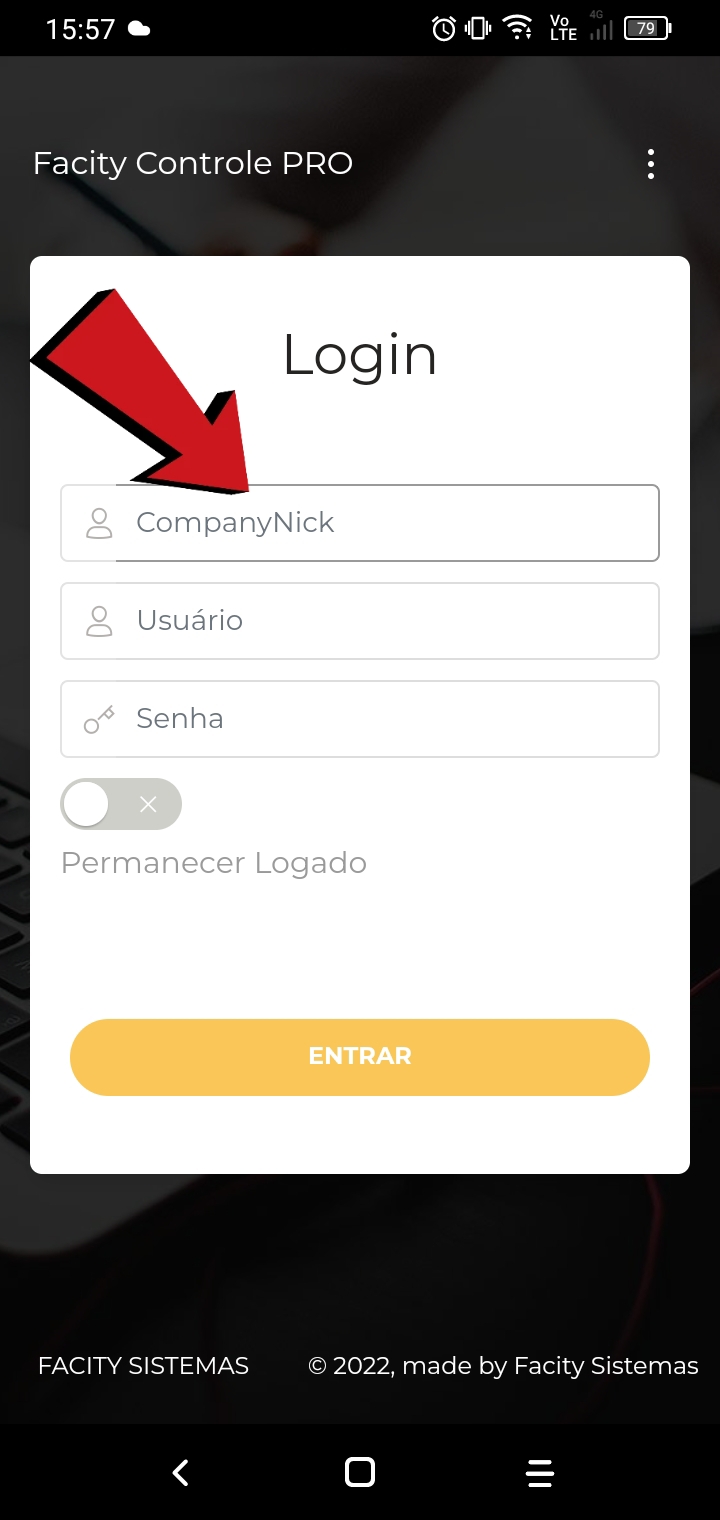 15:57
Vo
LTE
4G
79
Facity Controle PRO
Login
CompanyNick
Usuário
Senha
Permanecer Logado
ENTRAR
FACITY SISTEMAS
© 2022, made by Facity Sistemas